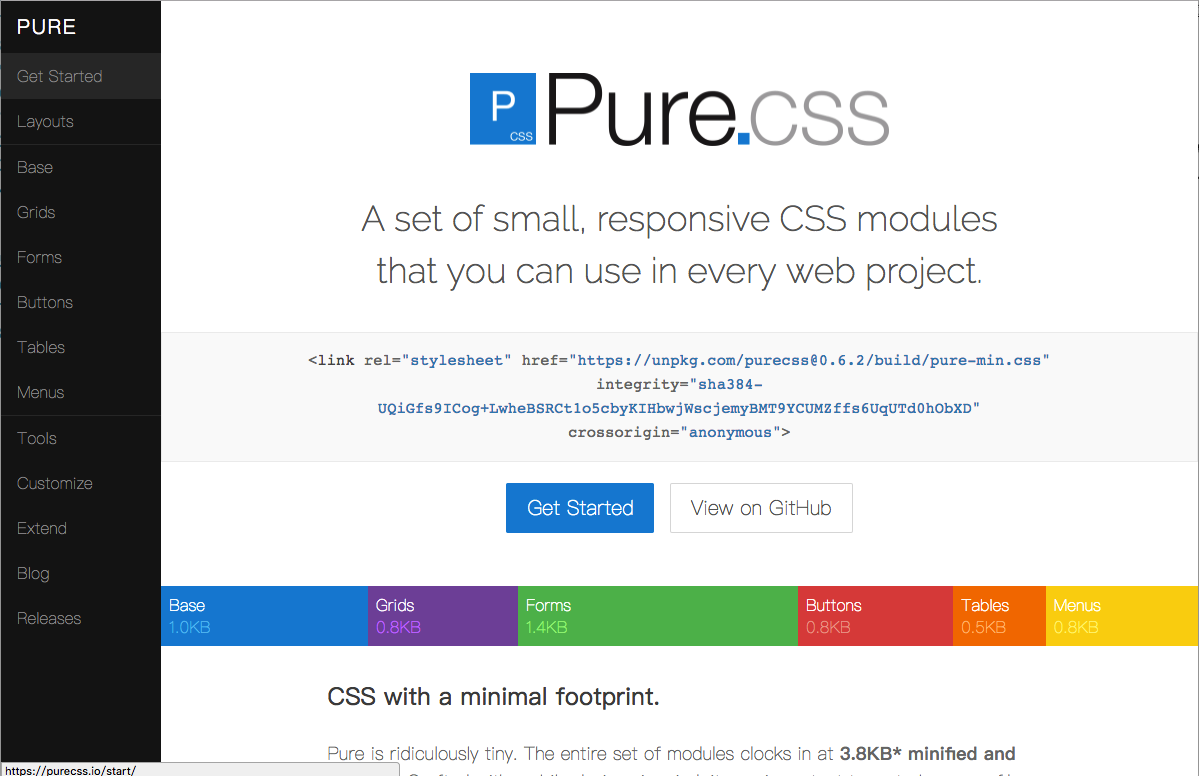 PURE
Get Started
Layouts
Base
Grids
Forms
Buttons
Tables
Menus
Tools
Customize
Extend
Blog
Releases
P
CSS
Pure.css
A set of small, responsive CSS modules
that you can use in every web project.
<link rel="stylesheet" href="https://unpkg.com/purecss@0.6.2/build/pure-min.css"
integrity="sha384-
UQiGfs9ICog+LwheBSRCt1o5cbyKIHbwjWscjemyBMT9YCUMZffs6UqUTd0hObXD"
crossorigin="anonymous">
Get Started
View on GitHub
Base
1.0KB
Grids
0.8KB
Forms
1.4KB
Buttons
0.8KB
Tables
0.5KB
Menus
0.8KB
CSS with a minimal footprint.
Pure is ridiculously tiny. The entire set of modules clocks in at 3.8KB* minified and
https://purecss.io/start/